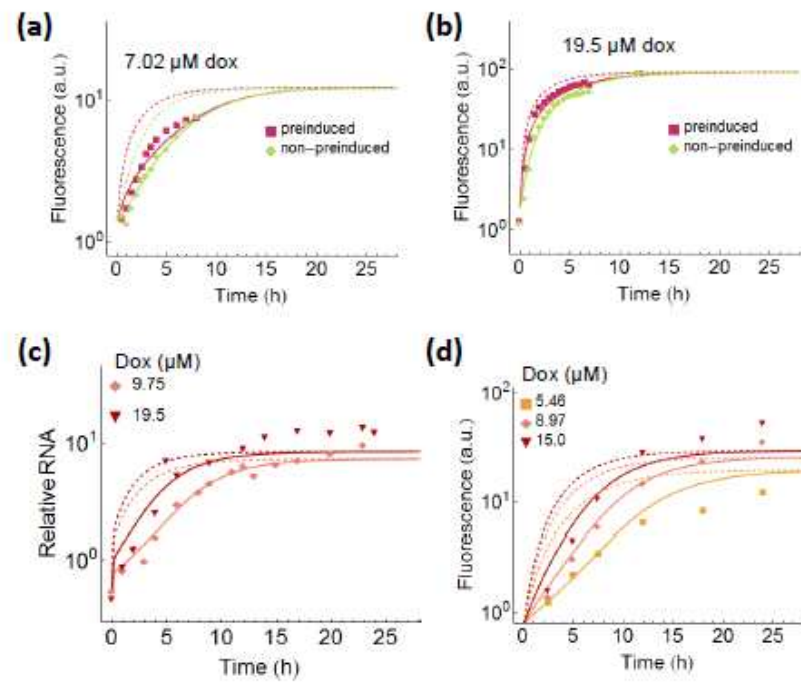 (a)
7.02 µM dox
Fluorescence (a.u.)
10¹
10⁰
preinduced
non-preinduced
0 5 10 15 20 25
Time (h)
(b)
19.5 µM dox
Fluorescence (a.u.)
10²
10¹
10⁰
preinduced
non-preinduced
0 5 10 15 20 25
Time (h)
(c)
Dox (µM)
9.75
19.5
Relative RNA
10¹
10⁰
0 5 10 15 20 25
Time (h)
(d)
Dox (µM)
5.46
8.97
15.0
Fluorescence (a.u.)
10²
10¹
10⁰
0 5 10 15 20 25
Time (h)